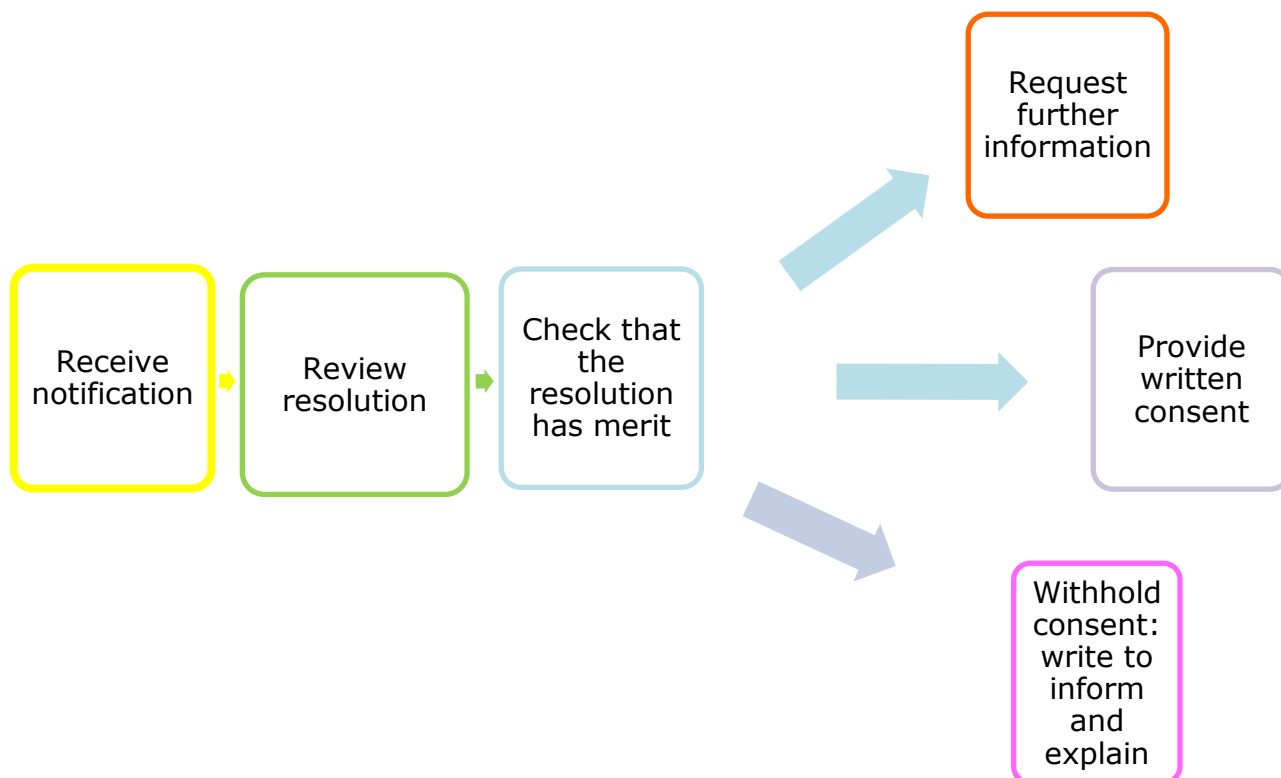 Receive
notification
Review
resolution
Check that
the
resolution
has merit
Request
further
information
Provide
written
consent
Withhold
consent:
write to
inform
and
explain